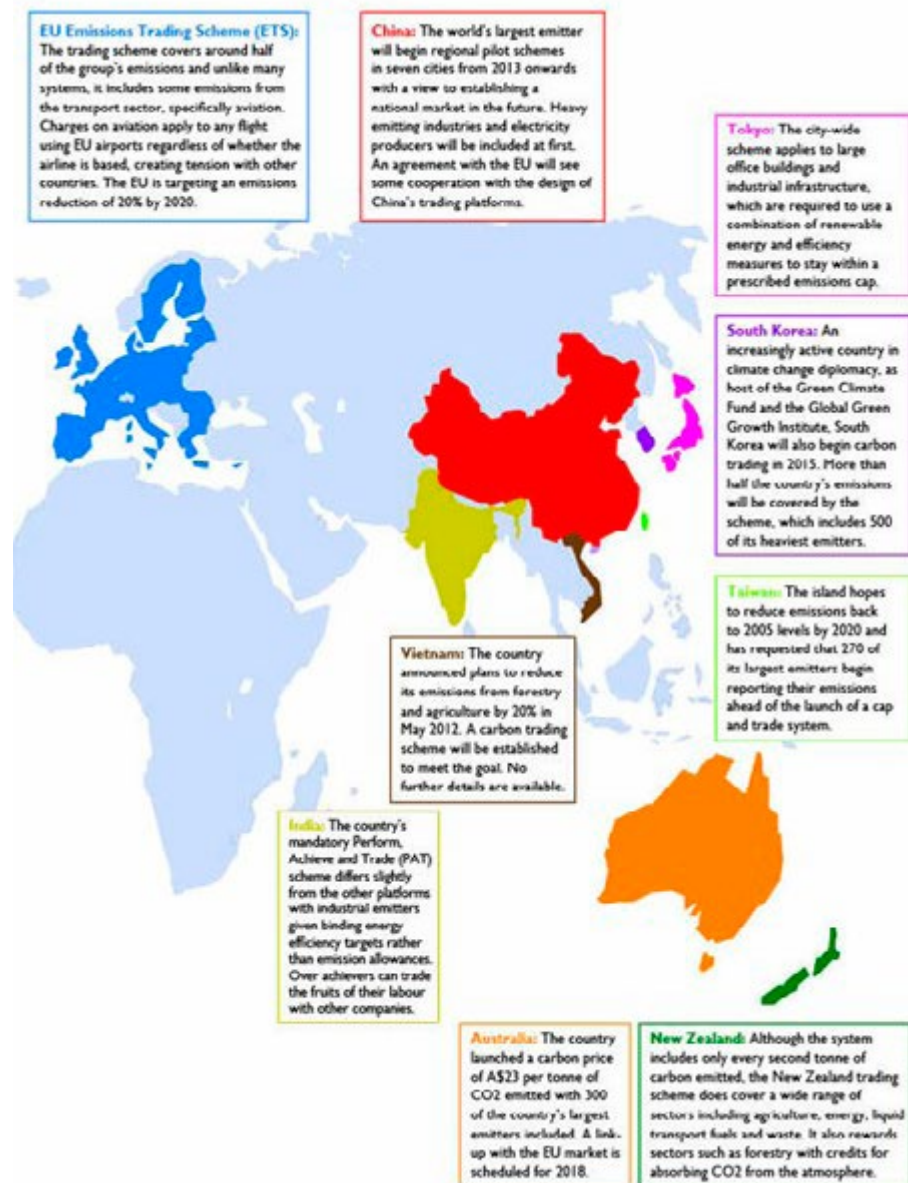 EU Emissions Trading Scheme (ETS):
The trading scheme covers around half
of the group's emissions and unlike many
systems, it includes some emissions from
the transport sector, specifically aviation.
Charges on aviation apply to any flight
using EU airports regardless of whether the
airline is based, creating tension with other
countries. The EU is targeting an emissions
reduction of 20% by 2020.
China: The world's largest emitter
will begin regional pilot schemes
in seven cities from 2013 onwards
with a view to establishing a
national market in the future. Heavy
emitting industries and electricity
producers will be included at first.
An agreement with the EU will see
some cooperation with the design of
China's trading platforms.
Tokyo: The city-wide
scheme applies to large
office buildings and
industrial infrastructure,
which are required to use a
combination of renewable
energy and efficiency
measures to stay within a
prescribed emissions cap.
South Korea: An
increasingly active country in
climate change diplomacy, as
host of the Green Climate
Fund and the Global Green
Growth Institute, South
Korea will also begin carbon
trading in 2015. More than
half the country's emissions
will be covered by the
scheme, which includes 500
of its heaviest emitters.
Taiwan: The island hopes
to reduce emissions back
to 2005 levels by 2020 and
has requested that 270 of
its largest emitters begin
reporting their emissions
ahead of the launch of a cap
and trade system.
Vietnam: The country
announced plans to reduce
its emissions from forestry
and agriculture by 20% in
May 2012. A carbon trading
scheme will be established
to meet the goal. No
further details are available.
India: The country's
mandatory Perform,
Achieve and Trade (PAT)
scheme differs slightly
from the other platforms
with industrial emitters
given binding energy
efficiency targets rather
than emission allowances.
Over achievers can trade
the fruits of their labour
with other companies.
Australia: The country
launched a carbon price
of A$23 per tonne of
CO2 emitted with 300
of the country's largest
emitters included. A link-
up with the EU market is
scheduled for 2018.
New Zealand: Although the system
includes only every second tonne of
carbon emitted, the New Zealand trading
scheme does cover a wide range of
sectors including agriculture, energy, liquid
transport fuels and waste. It also rewards
sectors such as forestry with credits for
absorbing CO2 from the atmosphere.